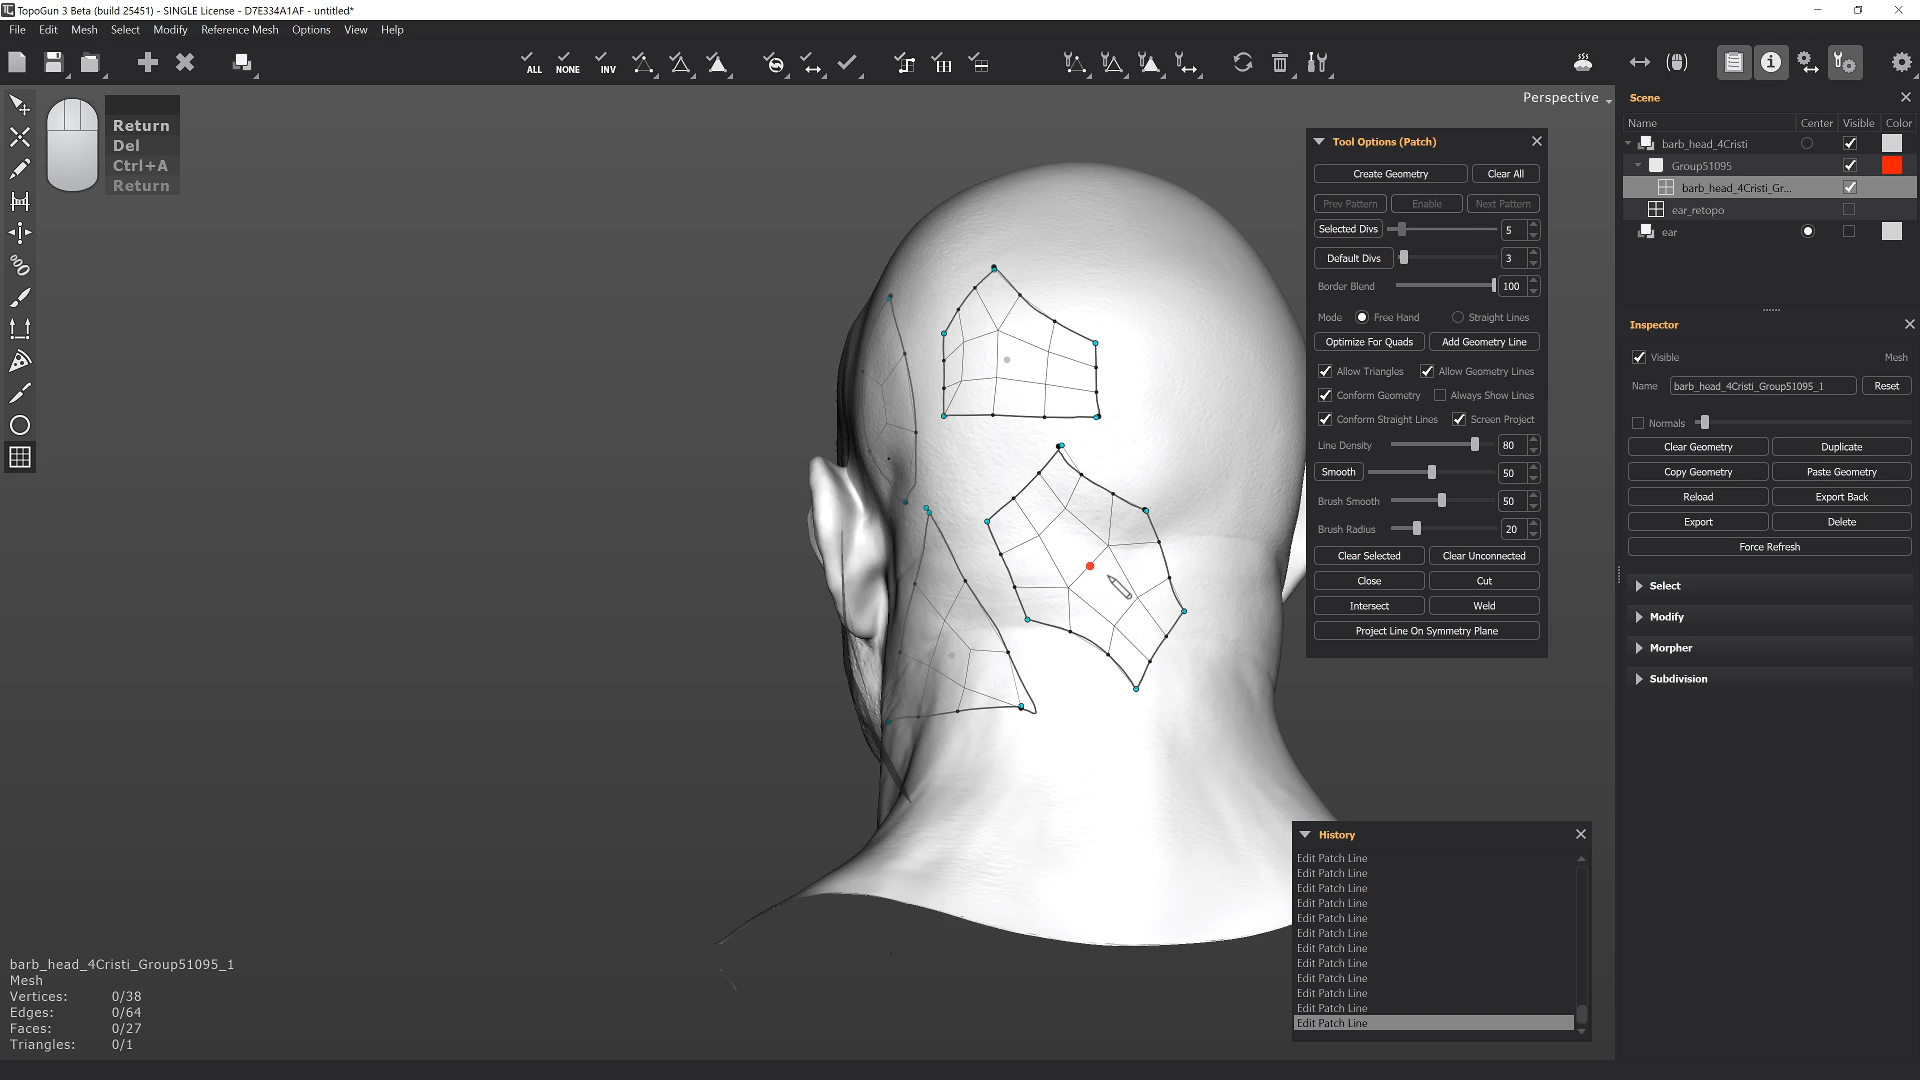 TopoGun 3 Beta (build 25451) - SINGLE License - D7E334A1AF - untitled*
File Edit Mesh Select Modify Reference Mesh Options View Help
ALL NONE INV
Perspective
Return
Del
Ctrl+A
Return
Tool Options (Patch)
Create Geometry Clear All
Prev Pattern Enable Next Pattern
Selected Divs 5
Default Divs 3
Border Blend 100
Mode Free Hand Straight Lines
Optimize For Quads Add Geometry Line
Allow Triangles Allow Geometry Lines
Conform Geometry Always Show Lines
Conform Straight Lines Screen Project
Line Density 80
Smooth 50
Brush Smooth 50
Brush Radius 20
Clear Selected Clear Unconnected
Close Cut
Intersect Weld
Project Line On Symmetry Plane
History
Edit Patch Line
Edit Patch Line
Edit Patch Line
Edit Patch Line
Edit Patch Line
Edit Patch Line
Edit Patch Line
Edit Patch Line
Edit Patch Line
Edit Patch Line
Edit Patch Line
Edit Patch Line
Scene
Name Center Visible Color
barb_head_4Cristi
Group51095
barb_head_4Cristi_Gr...
ear_retopo
ear
Inspector
Visible Mesh
Name barb_head_4Cristi_Group51095_1 Reset
Normals
Clear Geometry Duplicate
Copy Geometry Paste Geometry
Reload Export Back
Export Delete
Force Refresh
Select
Modify
Morpher
Subdivision
barb_head_4Cristi_Group51095_1
Mesh
Vertices: 0/38
Edges: 0/64
Faces: 0/27
Triangles: 0/1